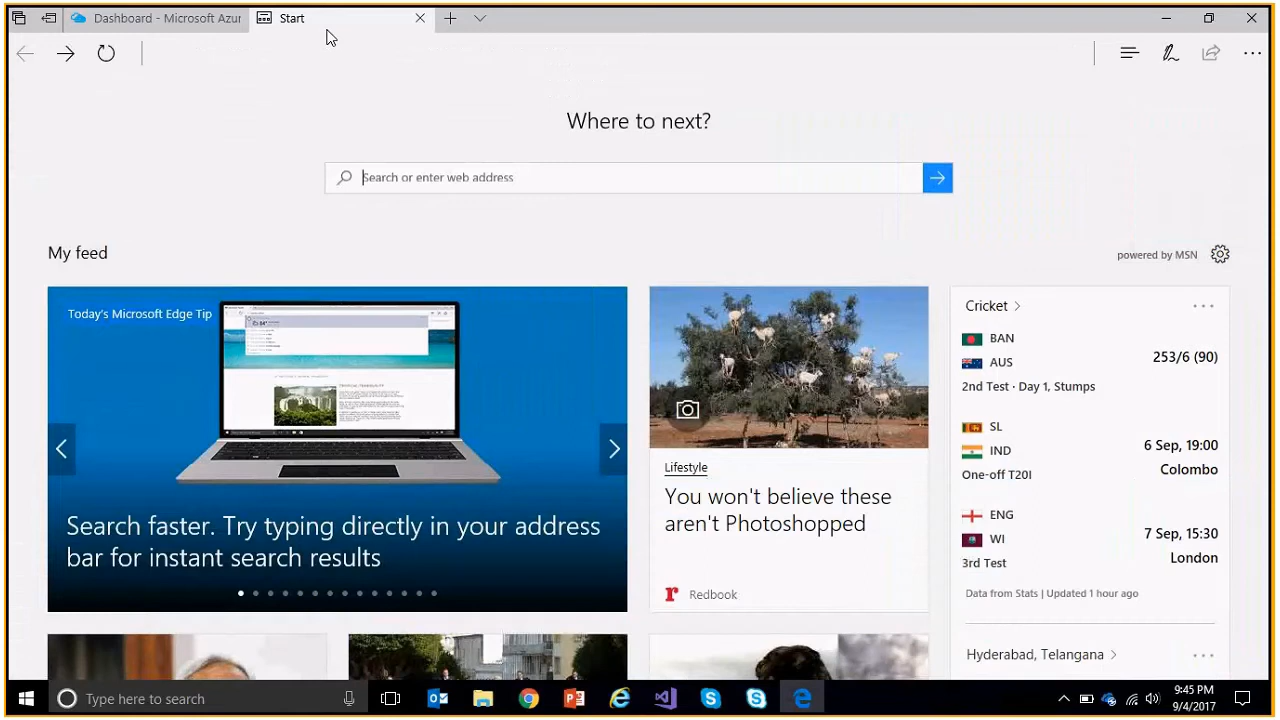 Dashboard - Microsoft Azur
Start
Where to next?
Search or enter web address
My feed
powered by MSN
Today's Microsoft Edge Tip
Search faster. Try typing directly in your address
bar for instant search results
Lifestyle
You won't believe these
aren't Photoshopped
Redbook
Cricket
BAN
253/6 (90)
AUS
2nd Test · Day 1, Stumps
SL
6 Sep, 19:00
IND
Colombo
One-off T20I
ENG
7 Sep, 15:30
WI
London
3rd Test
Data from Stats | Updated 1 hour ago
Hyderabad, Telangana
Type here to search
9:45 PM
9/4/2017